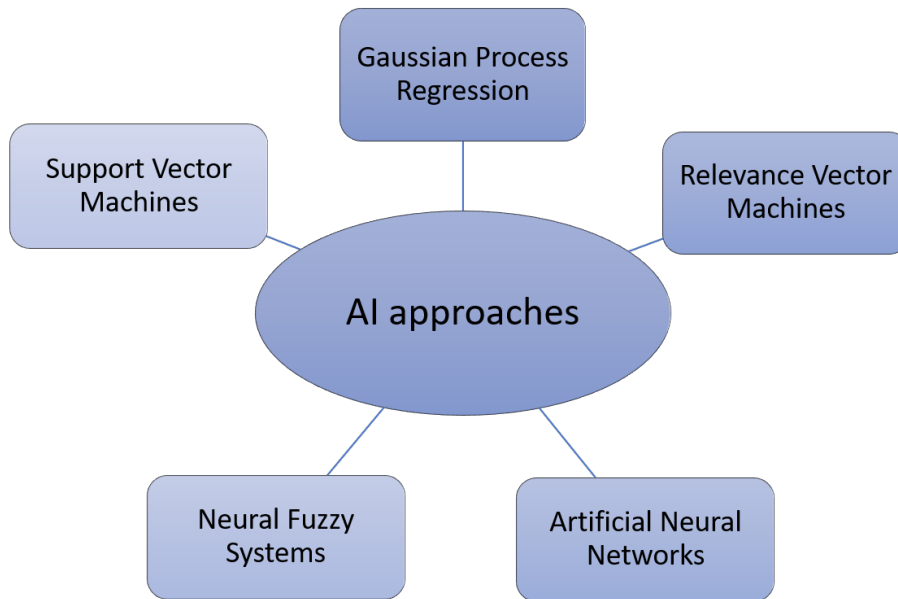 Gaussian Process
Regression
Support Vector
Machines
Relevance Vector
Machines
AI approaches
Neural Fuzzy
Systems
Artificial Neural
Networks